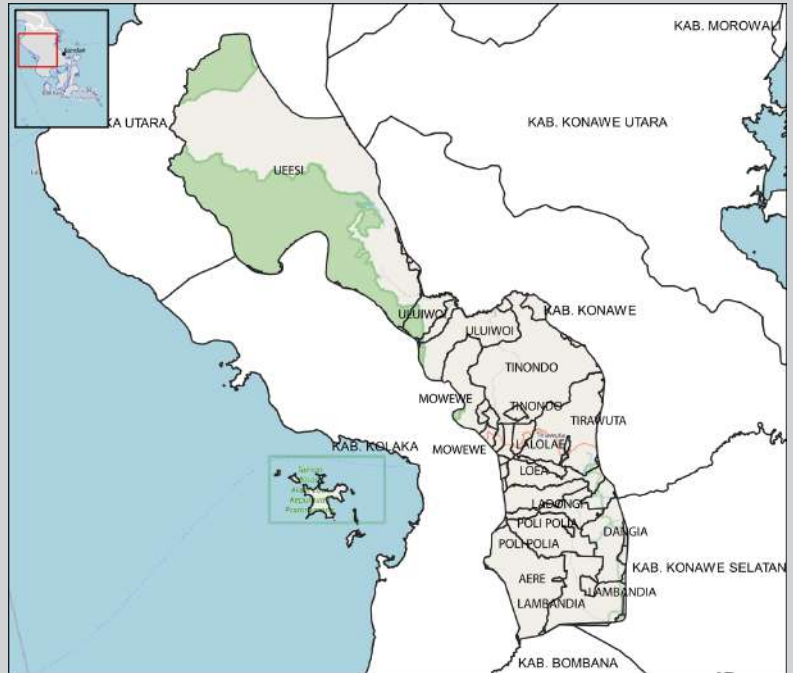 KAB. MOROWALI
Kendari
KA UTARA
KAB. KONAWE UTARA
UEESI
KAB. KONAWE
ULUIWOI
ULUIWOI
TINONDO
MOWEWE
TINONDO
TIRAWUTA
KAB. KOLAKA
MOWEWE
LALOLAE
LOEA
LADONGI
POLI POLIA
DANGIA
POLI POLIA
KAB. KONAWE SELATAN
AERE
LAMBANDIA
LAMBANDIA
KAB. BOMBANA